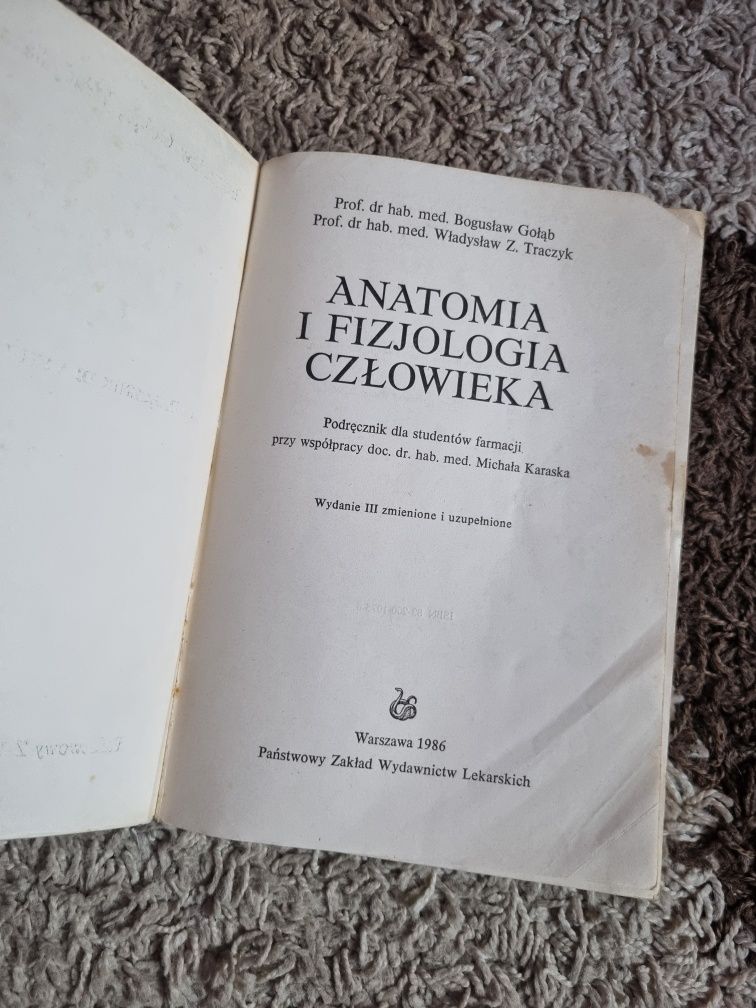 Prof. dr hab. med. Bogusław Gołąb
Prof. dr hab. med. Władysław Z. Traczyk
ANATOMIA
I FIZJOLOGIA
CZŁOWIEKA
Podręcznik dla studentów farmacji
przy współpracy doc. dr. hab. med. Michała Karaska
Wydanie III zmienione i uzupełnione
Warszawa 1986
Państwowy Zakład Wydawnictw Lekarskich